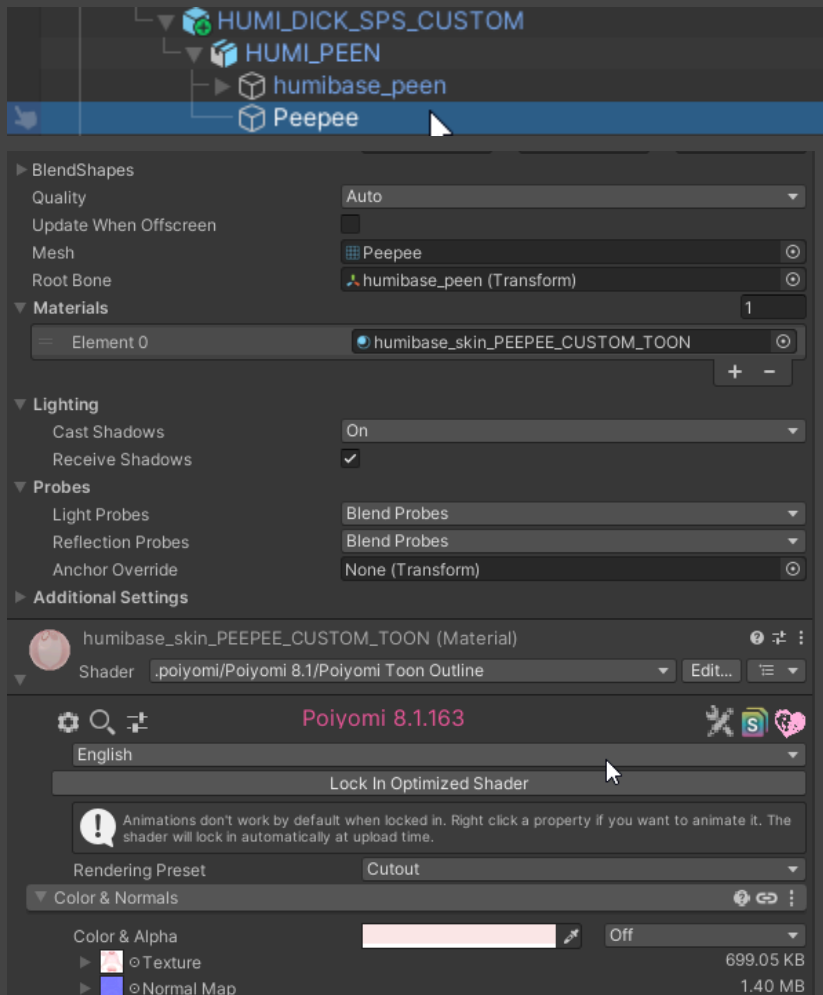 HUMI_DICK_SPS_CUSTOM
HUMI_PEEN
humibase_peen
Peepee
BlendShapes
Quality Auto
Update When Offscreen
Mesh Peepee
Root Bone humibase_peen (Transform)
Materials 1
Element 0 humibase_skin_PEEPEE_CUSTOM_TOON
+ −
Lighting
Cast Shadows On
Receive Shadows
Probes
Light Probes Blend Probes
Reflection Probes Blend Probes
Anchor Override None (Transform)
Additional Settings
humibase_skin_PEEPEE_CUSTOM_TOON (Material)
Shader .poiyomi/Poiyomi 8.1/Poiyomi Toon Outline Edit...
Poiyomi 8.1.163
English
Lock In Optimized Shader
Animations don't work by default when locked in. Right click a property if you want to animate it. The
shader will lock in automatically at upload time.
Rendering Preset Cutout
Color & Normals
Color & Alpha Off
Texture 699.05 KB
Normal Map 1.40 MB